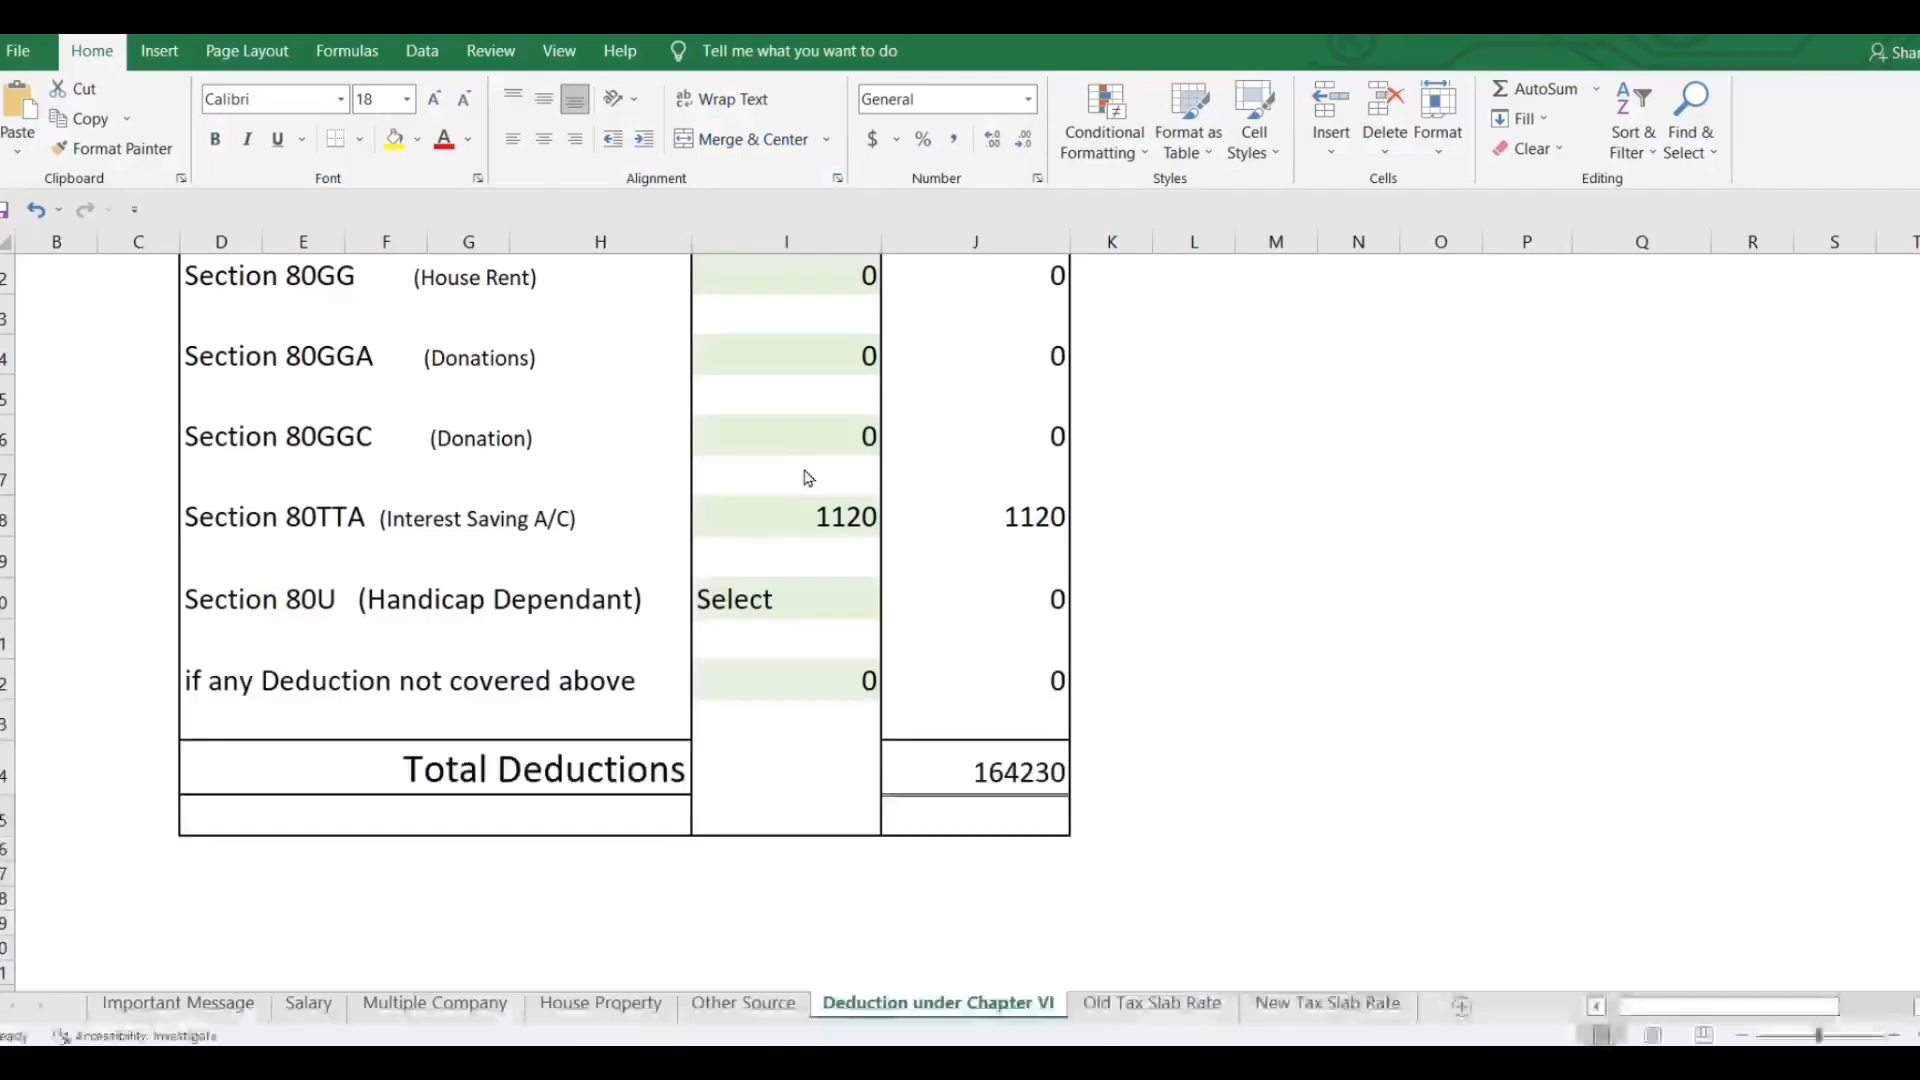 File Home Insert Page Layout Formulas Data Review View Help Tell me what you want to do
Cut
Copy
Format Painter
Paste
Clipboard
Calibri 18
B I U
Font
Wrap Text
Merge & Center
Alignment
General
$ % ,
Number
Conditional Formatting
Format as Table
Cell Styles
Styles
Insert Delete Format
Cells
AutoSum
Fill
Clear
Sort & Filter
Find & Select
Editing
B C D E F G H I J K L M N O P Q R S
Section 80GG (House Rent) 0 0
Section 80GGA (Donations) 0 0
Section 80GGC (Donation) 0 0
Section 80TTA (Interest Saving A/C) 1120 1120
Section 80U (Handicap Dependant) Select 0
if any Deduction not covered above 0 0
Total Deductions 164230
Important Message Salary Multiple Company House Property Other Source Deduction under Chapter VI Old Tax Slab Rate New Tax Slab Rate
Accessibility: Investigate